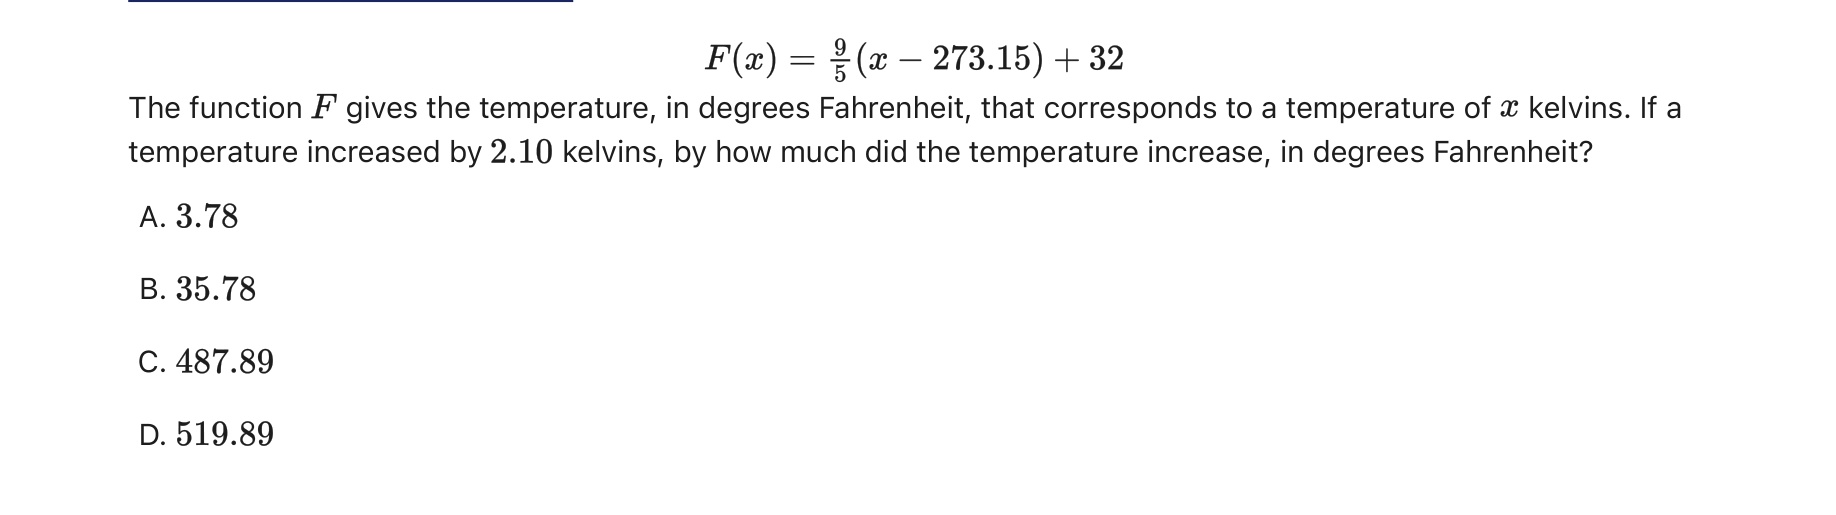 F(x) = 9/5 (x − 273.15) + 32
The function F gives the temperature, in degrees Fahrenheit, that corresponds to a temperature of x kelvins. If a
temperature increased by 2.10 kelvins, by how much did the temperature increase, in degrees Fahrenheit?
A. 3.78
B. 35.78
C. 487.89
D. 519.89